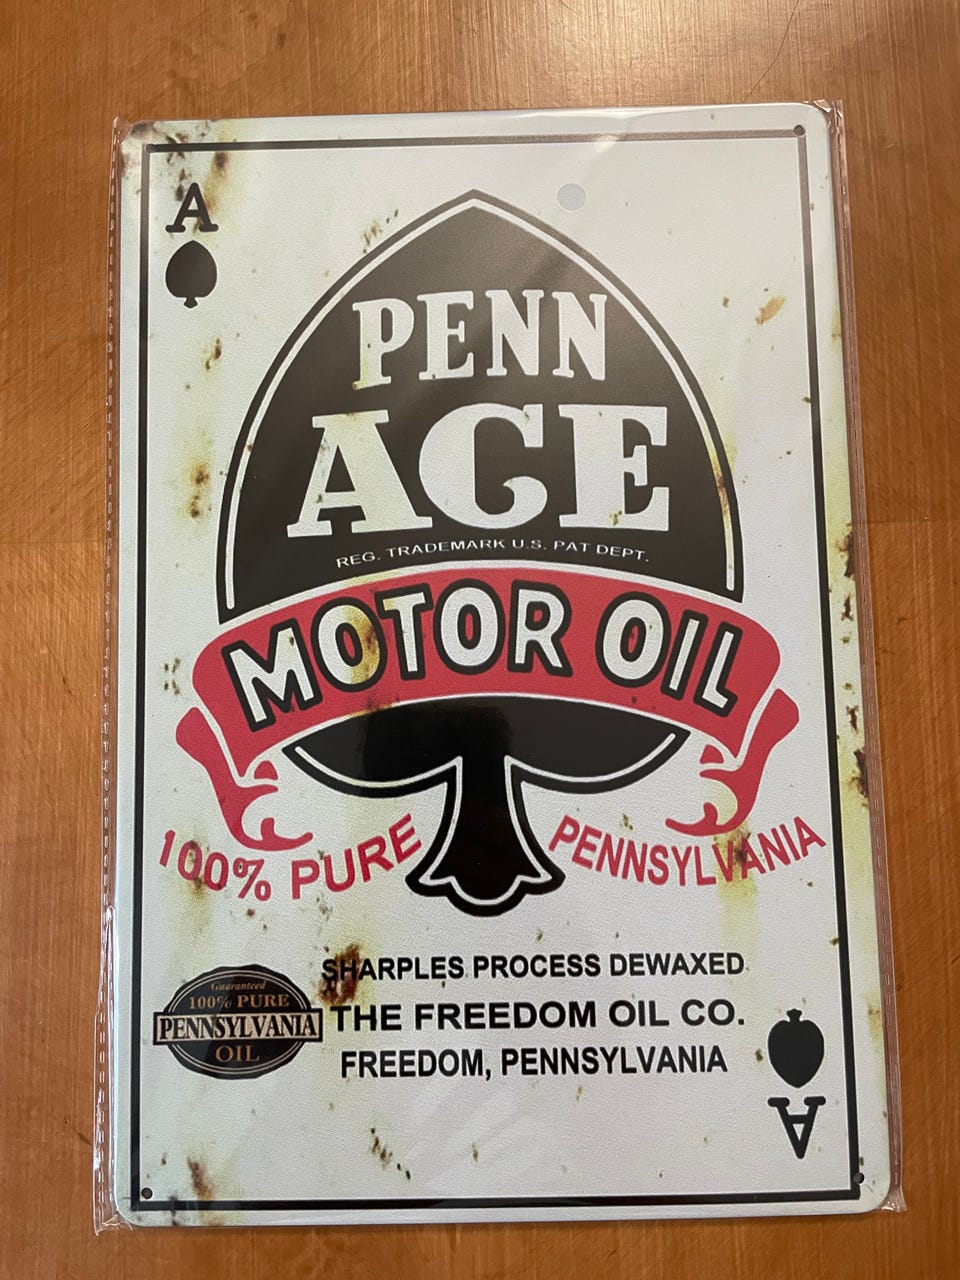 A
PENN
ACE
REG. TRADEMARK U.S. PAT DEPT.
MOTOR OIL
100% PURE PENNSYLVANIA
SHARPLES PROCESS DEWAXED
THE FREEDOM OIL CO.
FREEDOM, PENNSYLVANIA
Guaranteed
100% PURE
PENNSYLVANIA
OIL
A